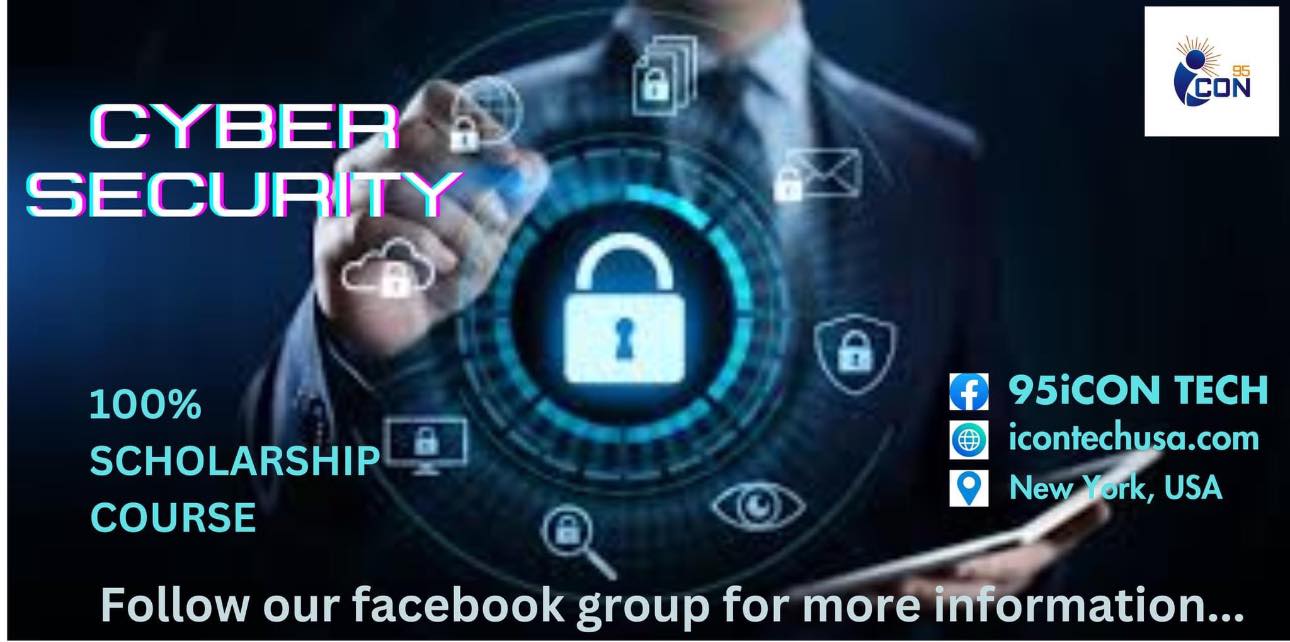 CYBER
SECURITY
95
iCON
100%
SCHOLARSHIP
COURSE
95iCON TECH
icontechusa.com
New York, USA
Follow our facebook group for more information...